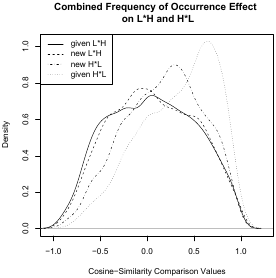 Combined Frequency of Occurrence Effect
on L*H and H*L
given L*H
new L*H
new H*L
given H*L
Density
0.0
0.2
0.4
0.6
0.8
1.0
−1.0 −0.5 0.0 0.5 1.0
Cosine−Similarity Comparison Values